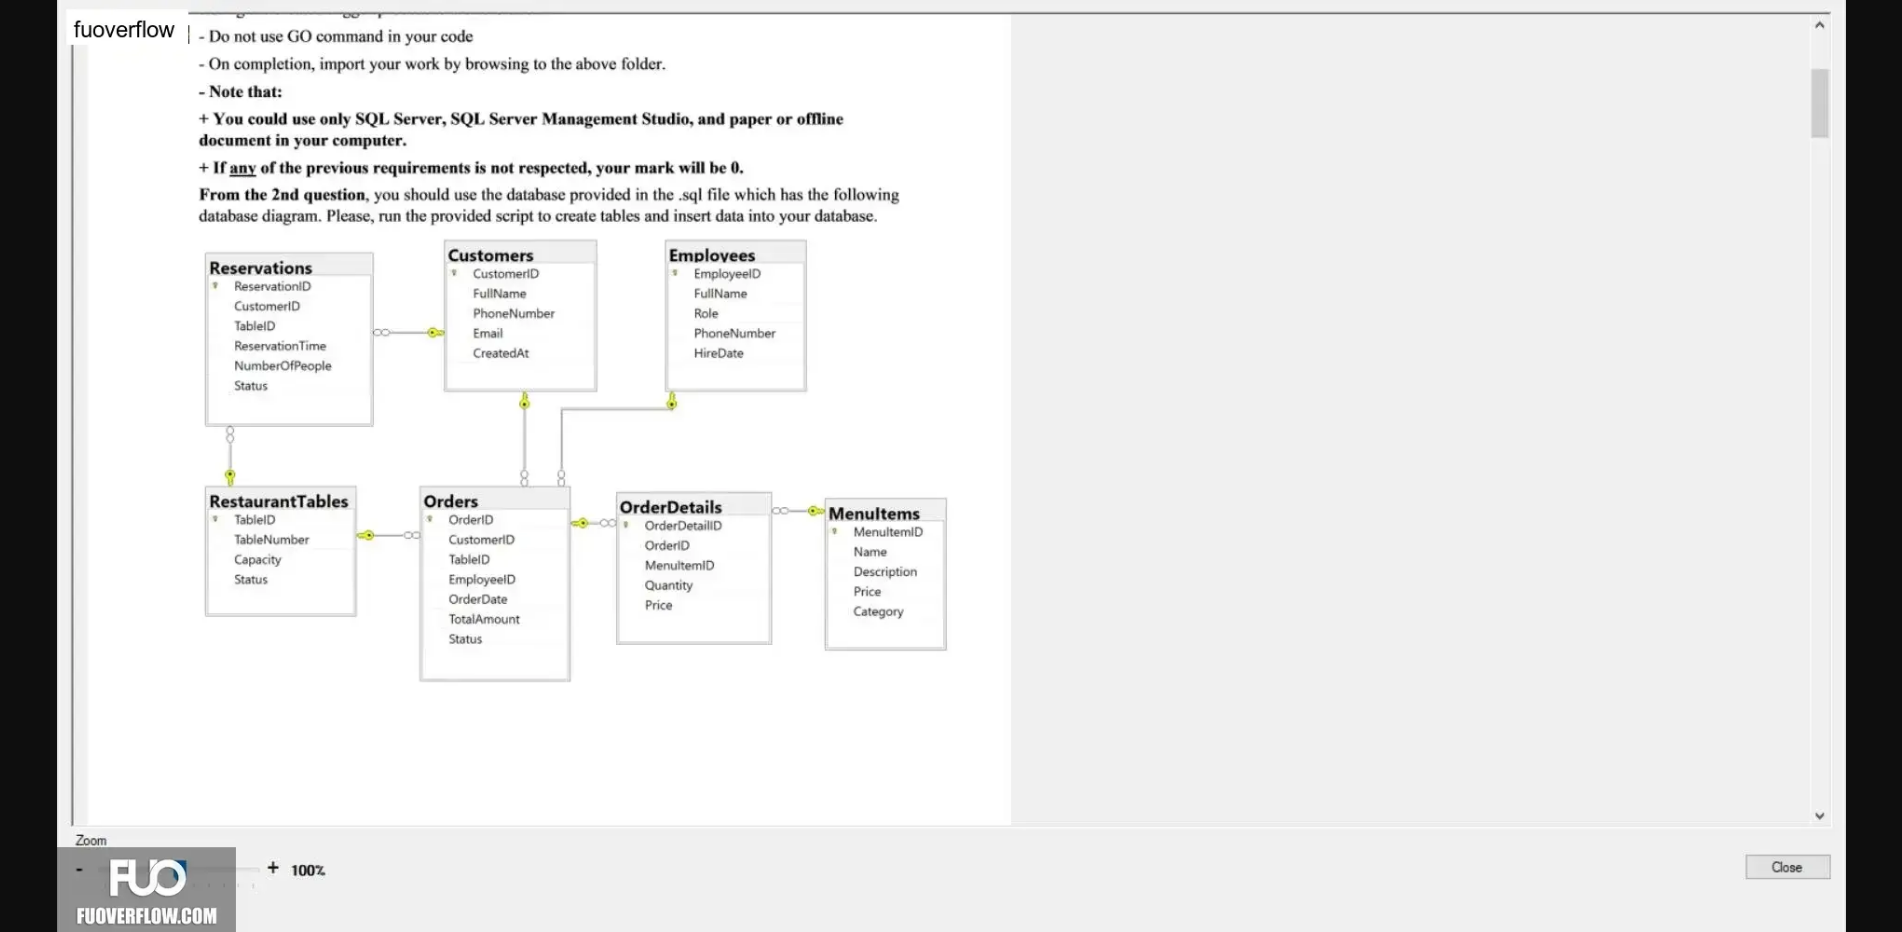 fuoverflow
- Do not use GO command in your code
- On completion, import your work by browsing to the above folder.
- Note that:
+ You could use only SQL Server, SQL Server Management Studio, and paper or offline
document in your computer.
+ If any of the previous requirements is not respected, your mark will be 0.
From the 2nd question, you should use the database provided in the .sql file which has the following
database diagram. Please, run the provided script to create tables and insert data into your database.
Reservations
ReservationID
CustomerID
TableID
ReservationTime
NumberOfPeople
Status
Customers
CustomerID
FullName
PhoneNumber
Email
CreatedAt
Employees
EmployeeID
FullName
Role
PhoneNumber
HireDate
RestaurantTables
TableID
TableNumber
Capacity
Status
Orders
OrderID
CustomerID
TableID
EmployeeID
OrderDate
TotalAmount
Status
OrderDetails
OrderDetailID
OrderID
MenuItemID
Quantity
Price
MenuItems
MenuItemID
Name
Description
Price
Category
Zoom
- + 100%
Close
FUO
FUOVERFLOW.COM